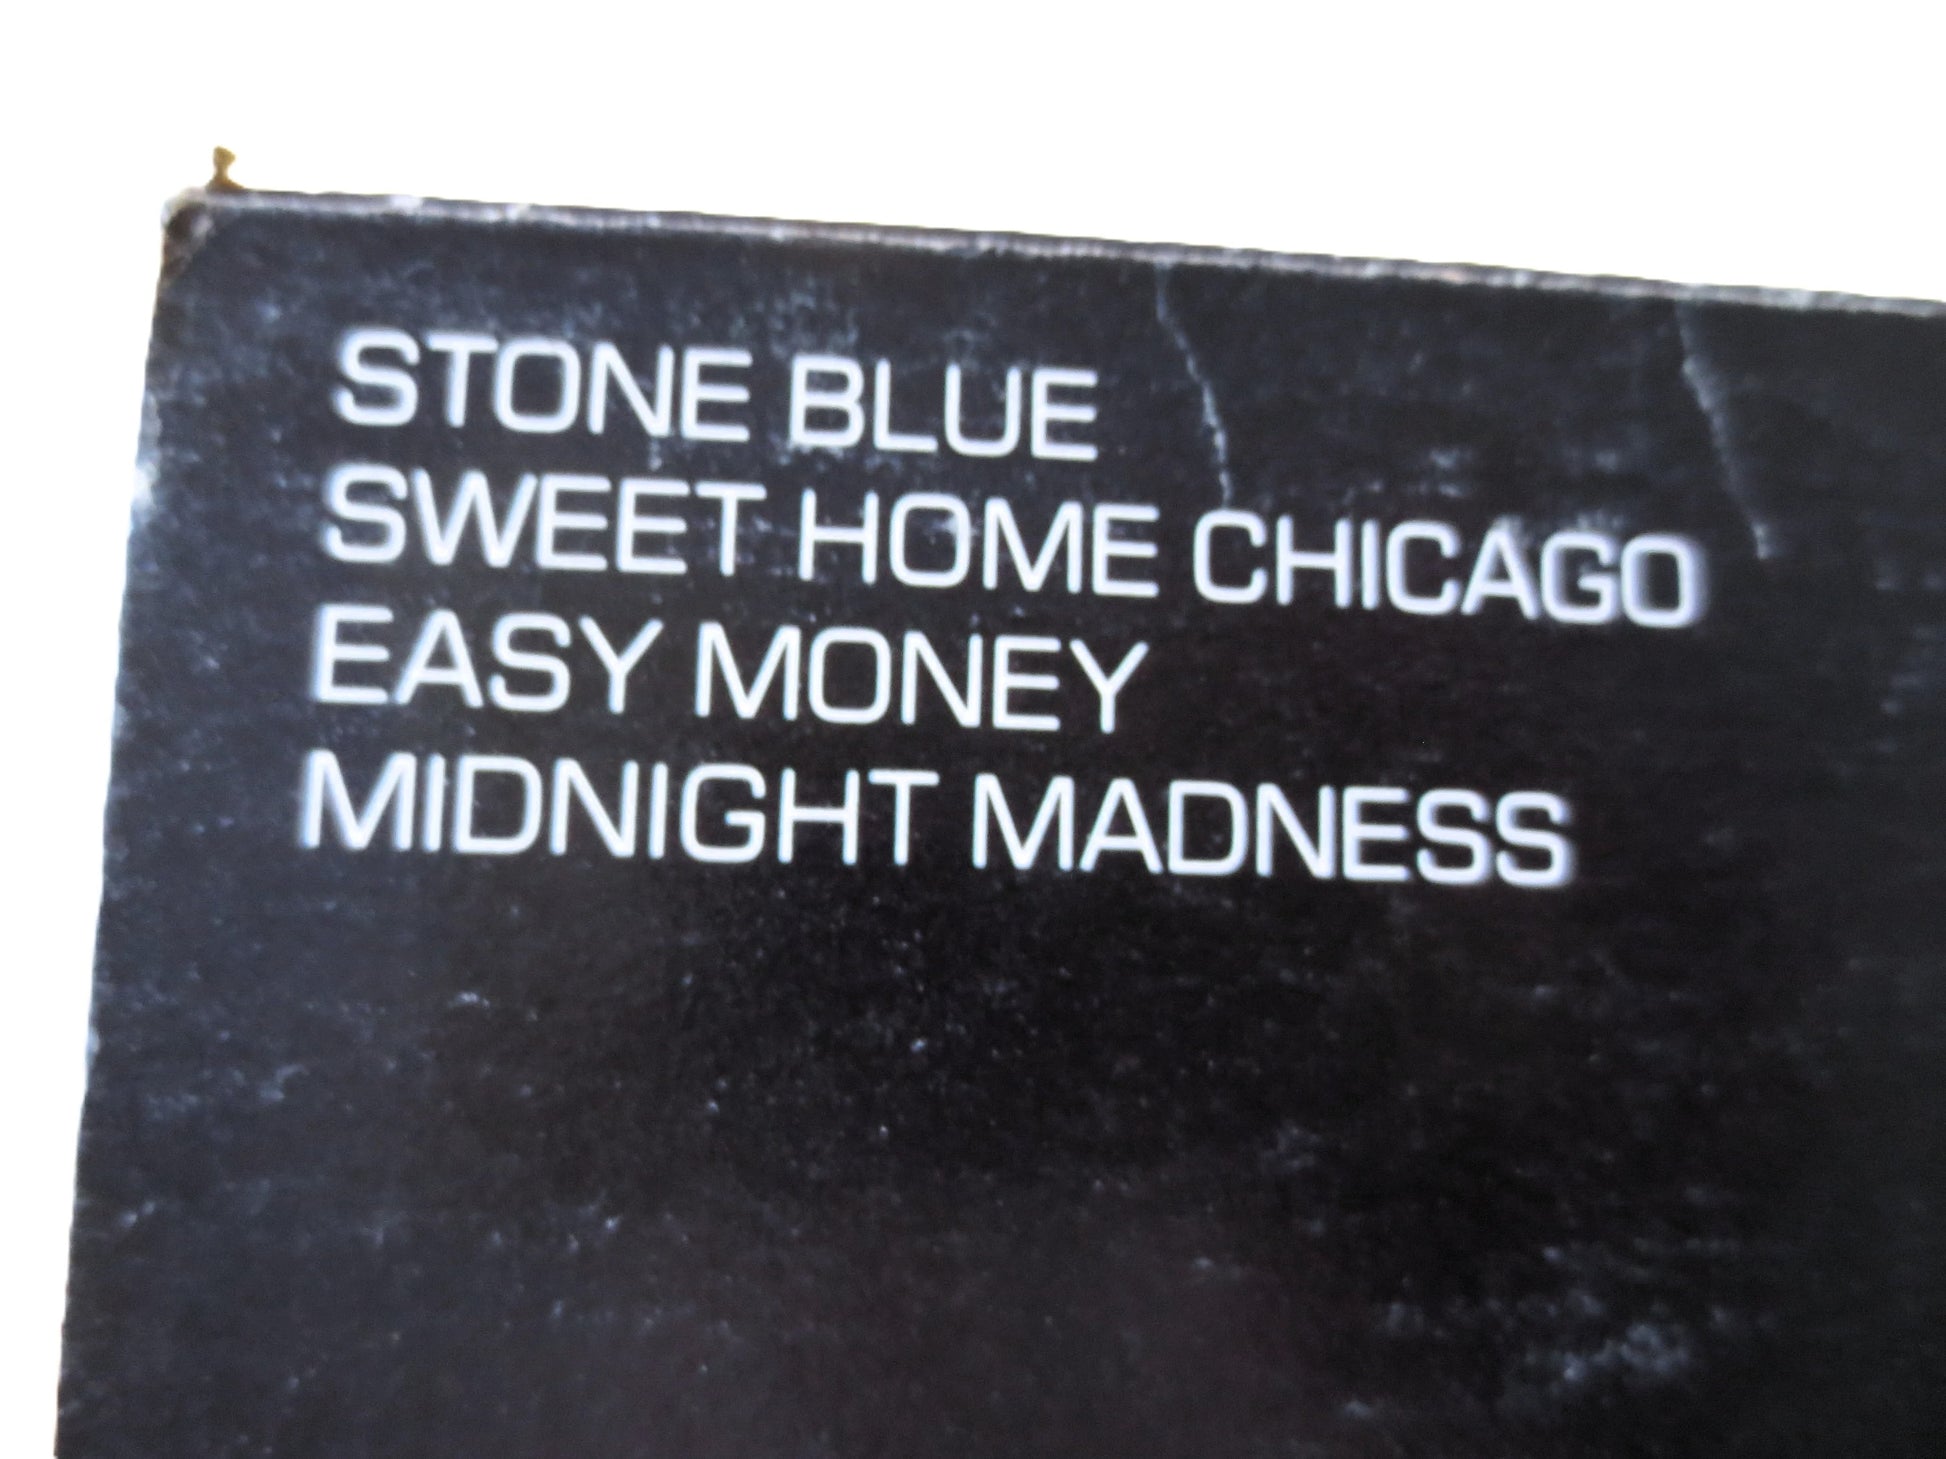 STONE BLUE
SWEET HOME CHICAGO
EASY MONEY
MIDNIGHT MADNESS